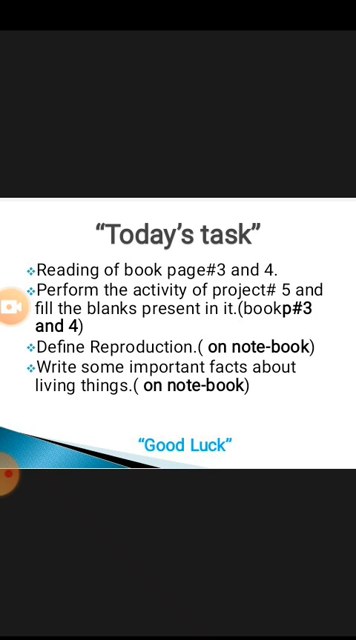 “Today’s task”
❖Reading of book page#3 and 4.
❖Perform the activity of project# 5 and
fill the blanks present in it.(bookp#3
and 4)
❖Define Reproduction.( on note-book)
❖Write some important facts about
living things.( on note-book)
“Good Luck”